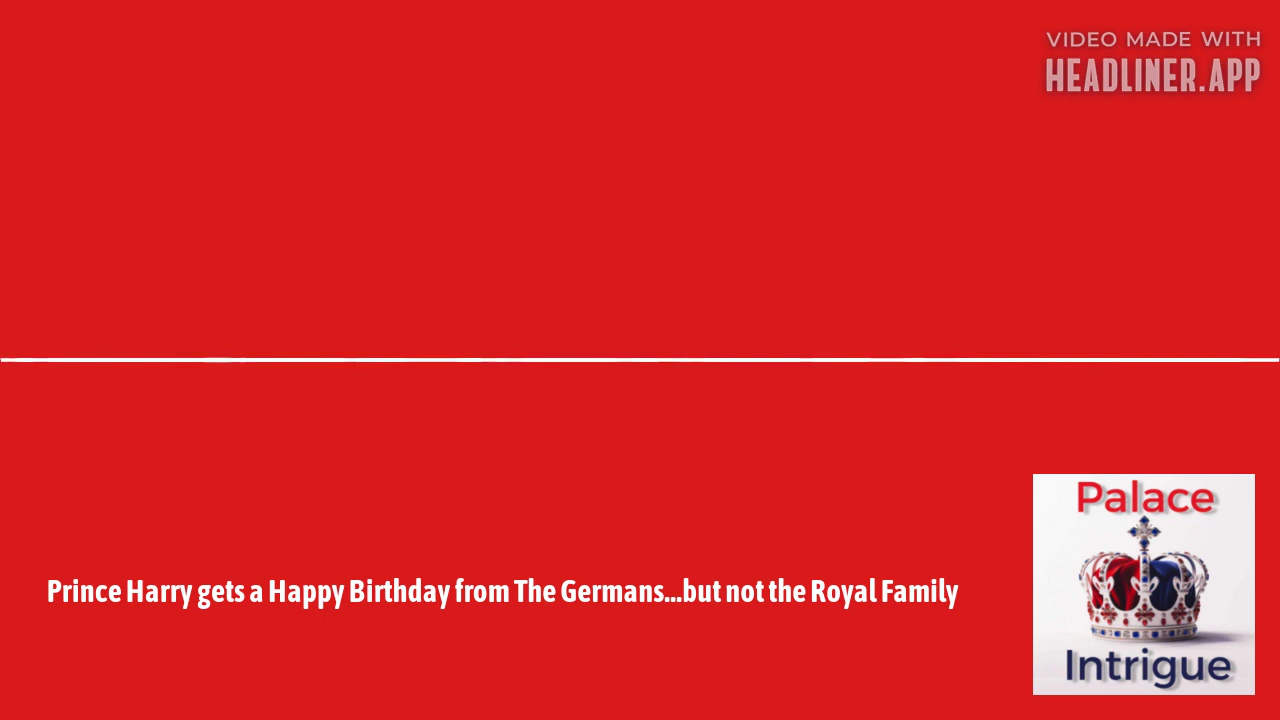 VIDEO MADE WITH
HEADLINER.APP
Palace
Prince Harry gets a Happy Birthday from The Germans...but not the Royal Family
Intrigue